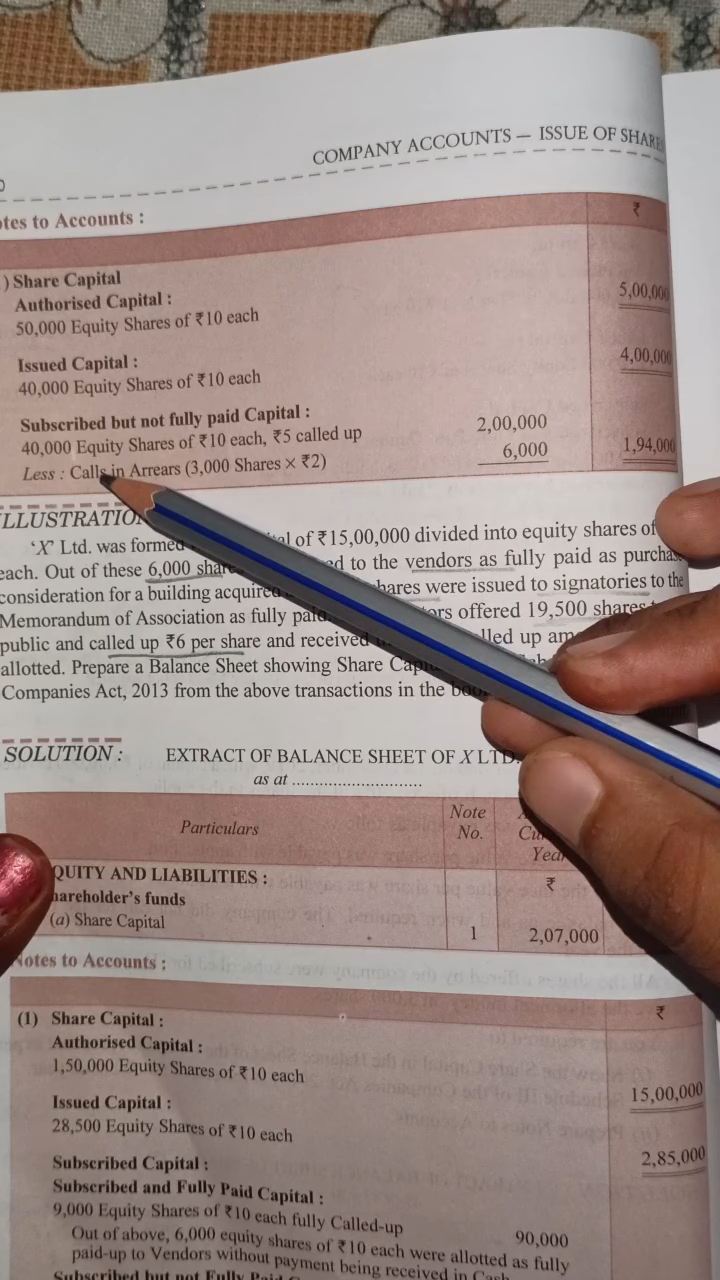 COMPANY ACCOUNTS — ISSUE OF SHARE
tes to Accounts :
₹
) Share Capital
Authorised Capital :
50,000 Equity Shares of ₹10 each 5,00,000
Issued Capital :
40,000 Equity Shares of ₹10 each 4,00,000
Subscribed but not fully paid Capital :
40,000 Equity Shares of ₹10 each, ₹5 called up 2,00,000
Less : Calls in Arrears (3,000 Shares × ₹2) 6,000 1,94,000
LLUSTRATIO
'X' Ltd. was formed of ₹15,00,000 divided into equity shares of
each. Out of these 6,000 to the vendors as fully paid as
consideration for a building were issued to signatories to the
Memorandum of Association as fully offered 19,500 shares
public and called up ₹6 per share and received
allotted. Prepare a Balance Sheet showing Share
Companies Act, 2013 from the above transactions in the
SOLUTION : EXTRACT OF BALANCE SHEET OF X LTD.
as at ............................
Particulars Note No. Year
QUITY AND LIABILITIES : ₹
hareholder's funds
(a) Share Capital 1 2,07,000
Notes to Accounts :
₹
(1) Share Capital :
Authorised Capital :
1,50,000 Equity Shares of ₹10 each 15,00,000
Issued Capital :
28,500 Equity Shares of ₹10 each 2,85,000
Subscribed Capital :
Subscribed and Fully Paid Capital :
9,000 Equity Shares of ₹10 each fully Called-up 90,000
Out of above, 6,000 equity shares of ₹10 each were allotted as fully
paid-up to Vendors without payment being received in Cash
Subscribed but not Fully Paid